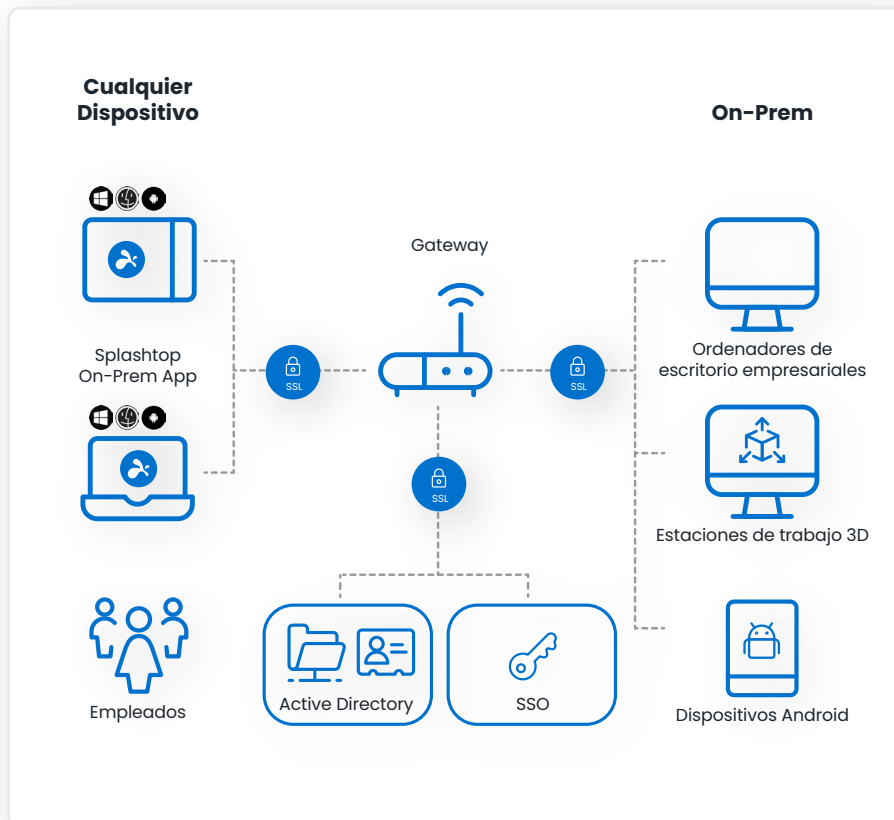 Cualquier
Dispositivo
On-Prem
Gateway
Splashtop
On-Prem App
SSL
SSL
Ordenadores de
escritorio empresariales
SSL
Estaciones de trabajo 3D
Empleados
Active Directory
SSO
Dispositivos Android